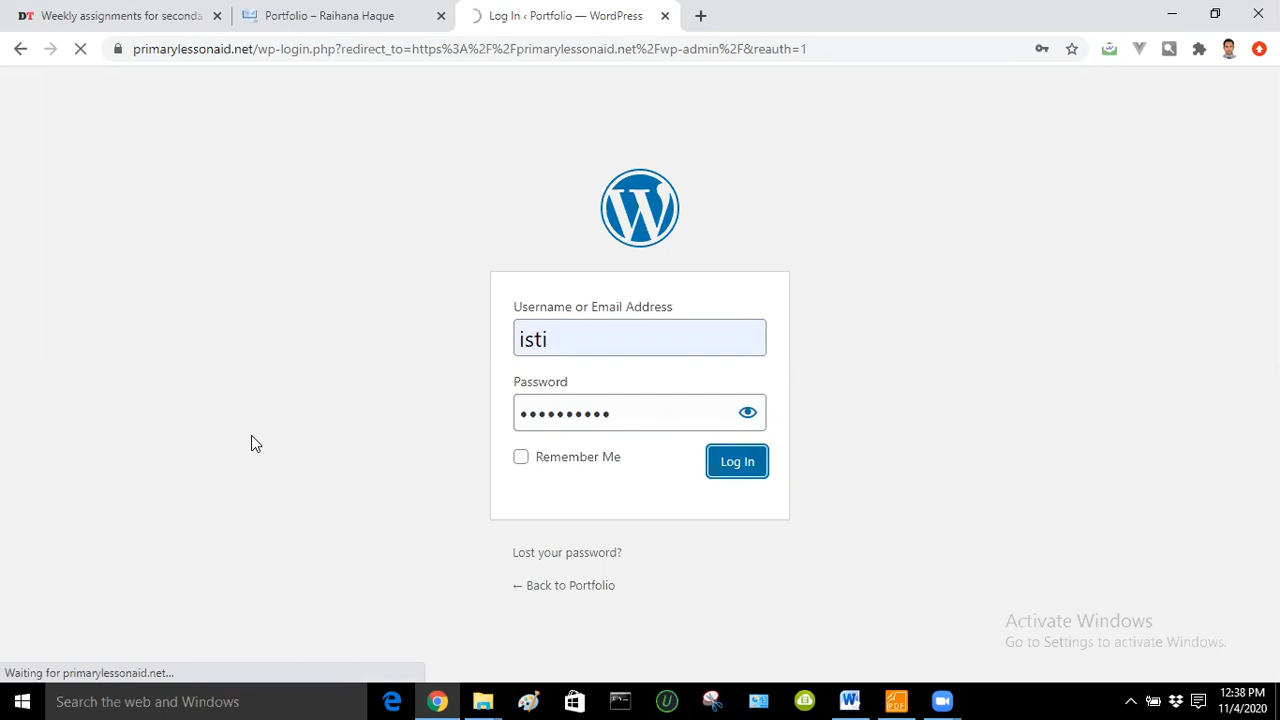 Weekly assignments for seconda
Portfolio – Raihana Haque
Log In ‹ Portfolio — WordPress
primarylessonaid.net/wp-login.php?redirect_to=https%3A%2F%2Fprimarylessonaid.net%2Fwp-admin%2F&reauth=1
Username or Email Address
isti
Password
Remember Me
Log In
Lost your password?
← Back to Portfolio
Activate Windows
Go to Settings to activate Windows.
Waiting for primarylessonaid.net...
Search the web and Windows
12:38 PM
11/4/2020